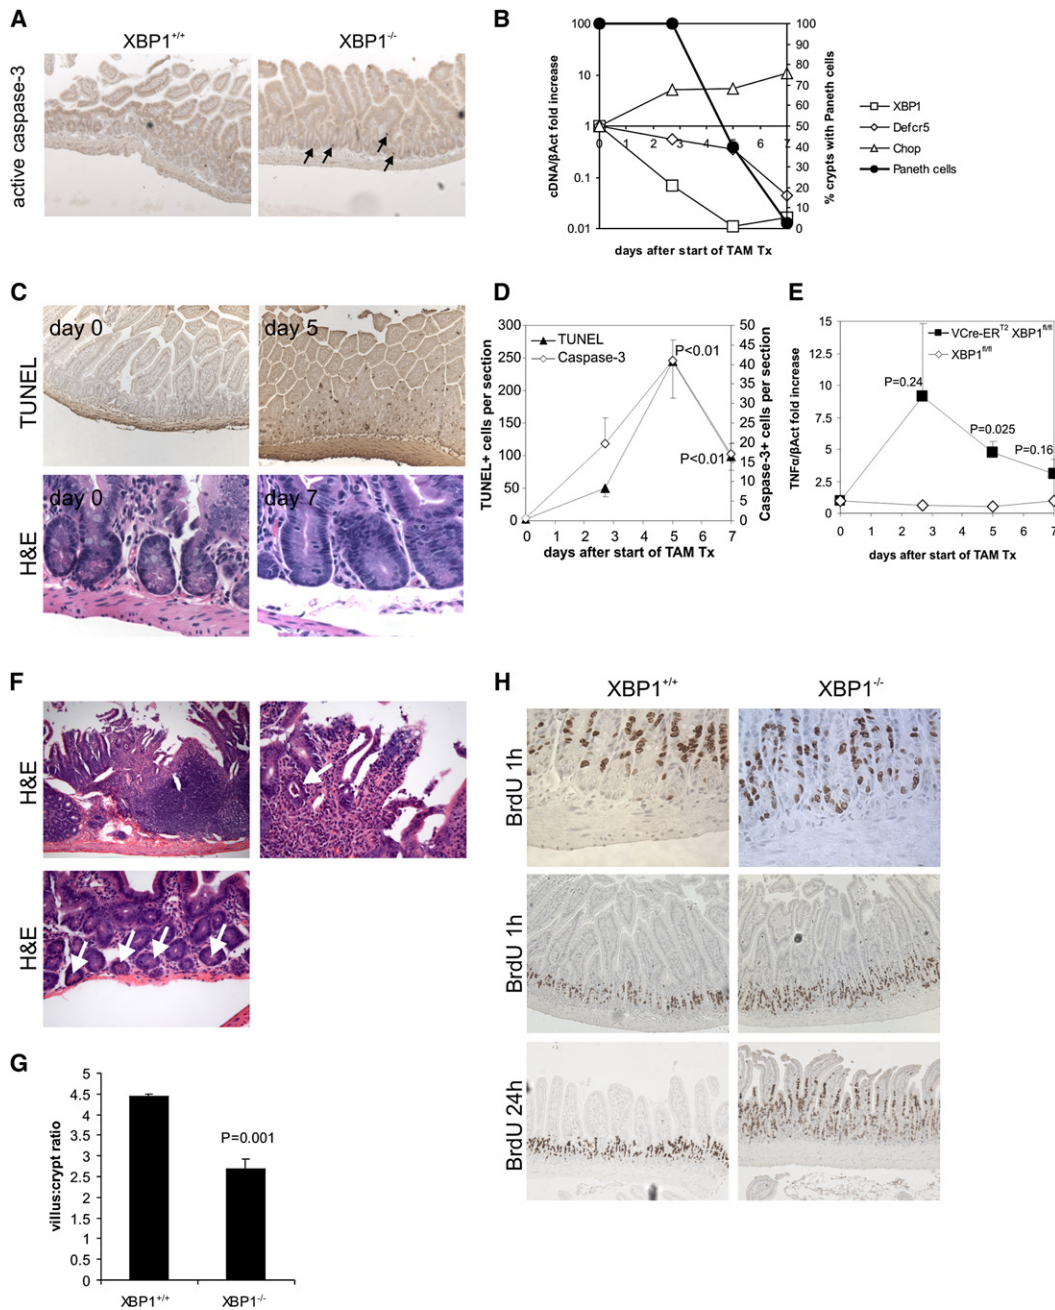 A
XBP1+/+
XBP1-/-
active caspase-3
B
100
10
1
0.1
0.01
cDNA/βAct fold increase
0 1 2 3 4 5 6 7
100
90
80
70
60
50
40
30
20
10
0
% crypts with Paneth cells
days after start of TAM Tx
XBP1
Defcr5
Chop
Paneth cells
C
TUNEL
day 0
day 5
H&E
day 0
day 7
D
300
250
200
150
100
50
0
TUNEL+ cells per section
TUNEL
Caspase-3
P<0.01
P<0.01
50
45
40
35
30
25
20
15
10
5
0
Caspase-3+ cells per section
0 1 2 3 4 5 6 7
days after start of TAM Tx
E
15
12.5
10
7.5
5
2.5
0
TNFα/βAct fold increase
VCre-ERT2 XBP1fl/fl
XBP1fl/fl
P=0.24
P=0.025
P=0.16
0 1 2 3 4 5 6 7
days after start of TAM Tx
F
H&E
H&E
G
5
4.5
4
3.5
3
2.5
2
1.5
1
0.5
0
villus:crypt ratio
P=0.001
XBP1+/+
XBP1-/-
H
XBP1+/+
XBP1-/-
BrdU 1h
BrdU 1h
BrdU 24h